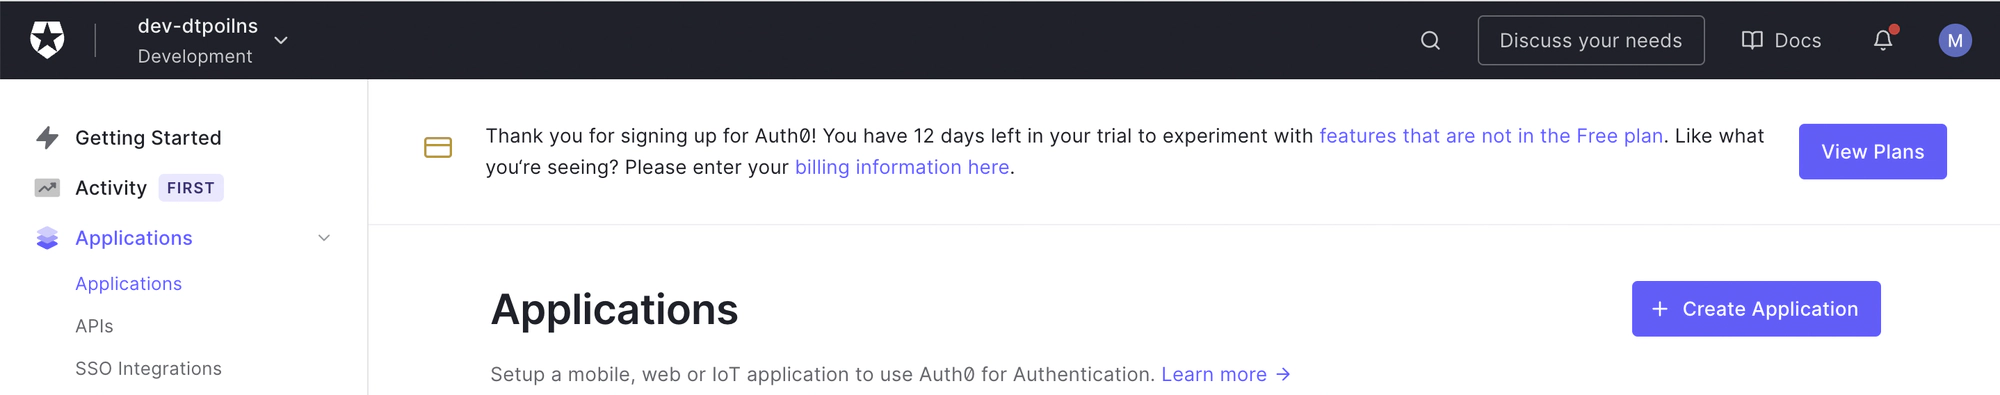 dev-dtpoilns
Development
Discuss your needs
Docs
M
Getting Started
Activity FIRST
Applications
Applications
APIs
SSO Integrations
Thank you for signing up for Auth0! You have 12 days left in your trial to experiment with features that are not in the Free plan. Like what
you‘re seeing? Please enter your billing information here.
View Plans
Applications
+ Create Application
Setup a mobile, web or IoT application to use Auth0 for Authentication. Learn more →